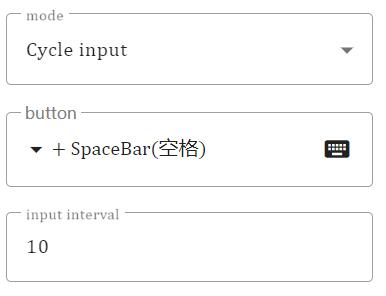 mode
Cycle input
button
+ SpaceBar(空格)
input interval
10